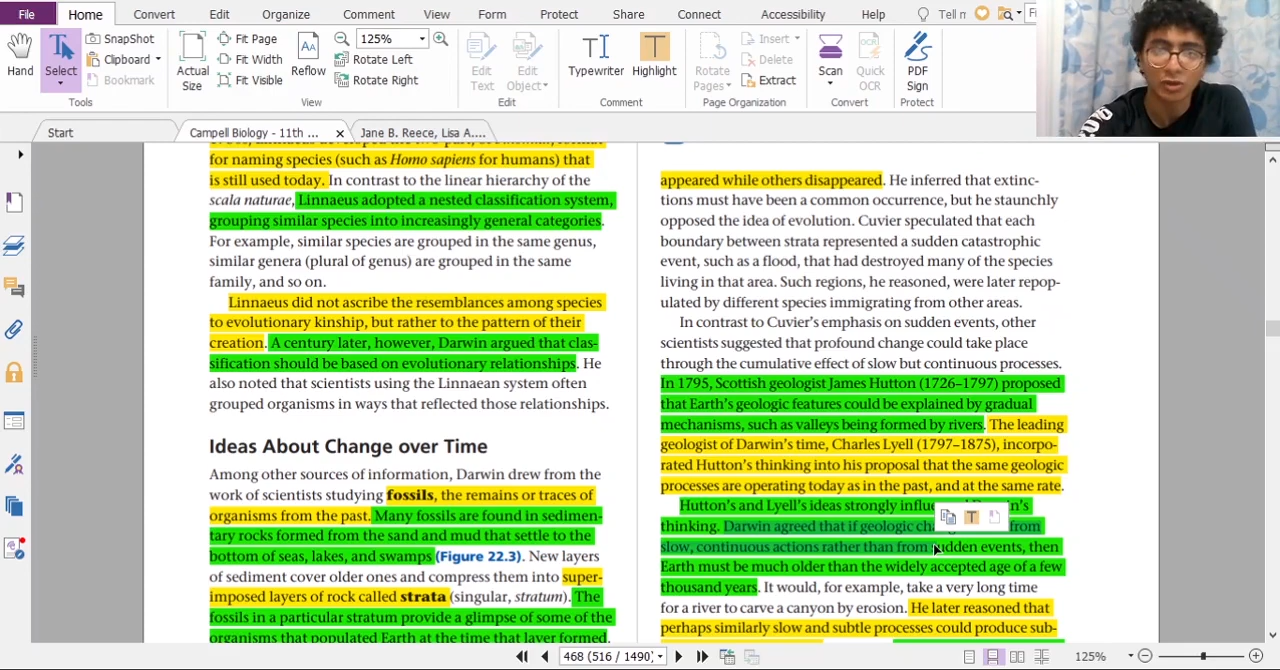 File Home Convert Edit Organize Comment View Form Protect Share Connect Accessibility Help Tell
SnapShot
Clipboard
Bookmark
Hand Select
Tools
Actual Size
Fit Page
Fit Width
Fit Visible
Reflow
125%
Rotate Left
Rotate Right
View
Edit Text
Edit Object
Edit
Typewriter Highlight
Comment
Rotate Pages
Insert
Delete
Extract
Page Organization
Scan Quick OCR
Convert
PDF Sign
Protect
Start Campell Biology - 11th ... Jane B. Reece, Lisa A....
for naming species (such as Homo sapiens for humans) that
is still used today. In contrast to the linear hierarchy of the
scala naturae, Linnaeus adopted a nested classification system,
grouping similar species into increasingly general categories.
For example, similar species are grouped in the same genus,
similar genera (plural of genus) are grouped in the same
family, and so on.
Linnaeus did not ascribe the resemblances among species
to evolutionary kinship, but rather to the pattern of their
creation. A century later, however, Darwin argued that clas-
sification should be based on evolutionary relationships. He
also noted that scientists using the Linnaean system often
grouped organisms in ways that reflected those relationships.
Ideas About Change over Time
Among other sources of information, Darwin drew from the
work of scientists studying fossils, the remains or traces of
organisms from the past. Many fossils are found in sedimen-
tary rocks formed from the sand and mud that settle to the
bottom of seas, lakes, and swamps (Figure 22.3). New layers
of sediment cover older ones and compress them into super-
imposed layers of rock called strata (singular, stratum). The
fossils in a particular stratum provide a glimpse of some of the
organisms that populated Earth at the time that layer formed.
appeared while others disappeared. He inferred that extinc-
tions must have been a common occurrence, but he staunchly
opposed the idea of evolution. Cuvier speculated that each
boundary between strata represented a sudden catastrophic
event, such as a flood, that had destroyed many of the species
living in that area. Such regions, he reasoned, were later repop-
ulated by different species immigrating from other areas.
In contrast to Cuvier's emphasis on sudden events, other
scientists suggested that profound change could take place
through the cumulative effect of slow but continuous processes.
In 1795, Scottish geologist James Hutton (1726–1797) proposed
that Earth's geologic features could be explained by gradual
mechanisms, such as valleys being formed by rivers. The leading
geologist of Darwin's time, Charles Lyell (1797–1875), incorpo-
rated Hutton's thinking into his proposal that the same geologic
processes are operating today as in the past, and at the same rate.
Hutton's and Lyell's ideas strongly Darwin's
thinking. Darwin agreed that if geologic from
slow, continuous actions rather than from sudden events, then
Earth must be much older than the widely accepted age of a few
thousand years. It would, for example, take a very long time
for a river to carve a canyon by erosion. He later reasoned that
perhaps similarly slow and subtle processes could produce sub-
468 (516 / 1490) 125%